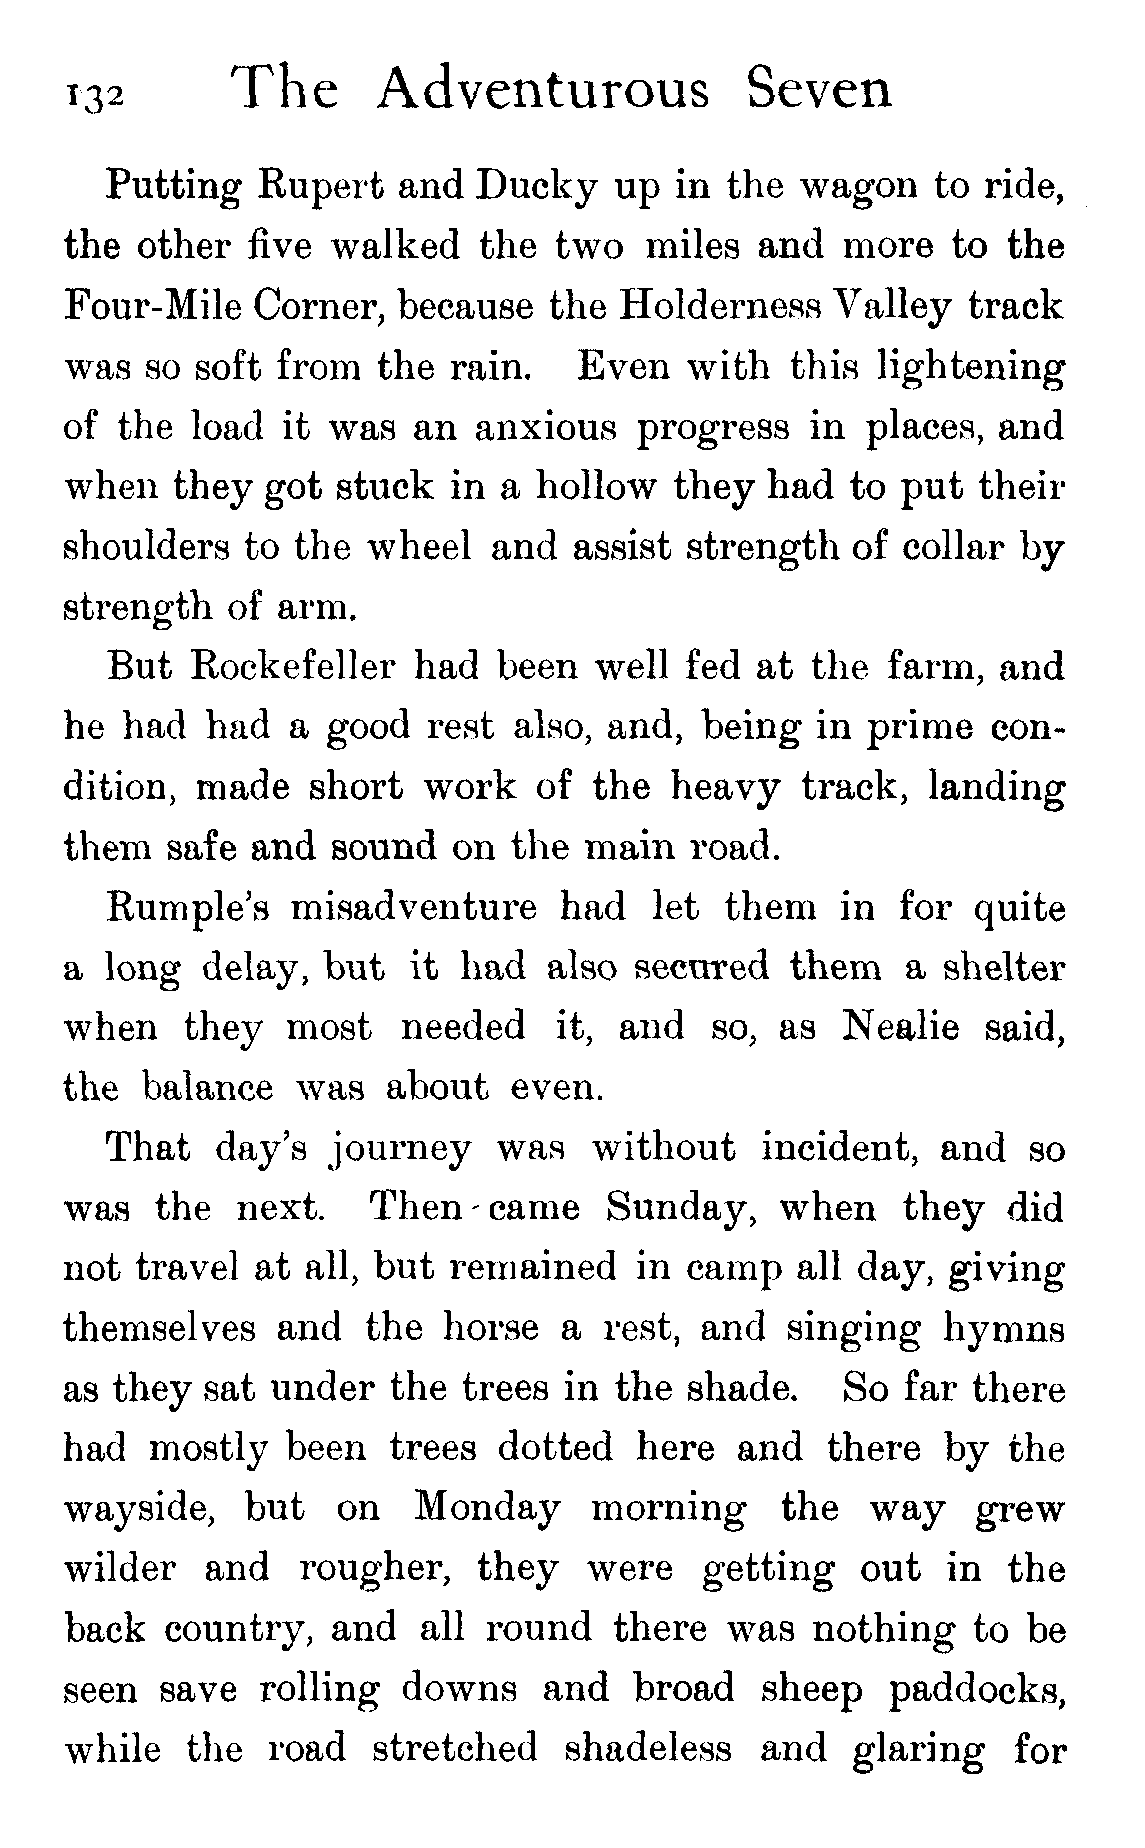 132 The Adventurous Seven
Putting Rupert and Ducky up in the wagon to ride,
the other five walked the two miles and more to the
Four-Mile Corner, because the Holderness Valley track
was so soft from the rain. Even with this lightening
of the load it was an anxious progress in places, and
when they got stuck in a hollow they had to put their
shoulders to the wheel and assist strength of collar by
strength of arm.
But Rockefeller had been well fed at the farm, and
he had had a good rest also, and, being in prime con-
dition, made short work of the heavy track, landing
them safe and sound on the main road.
Rumple's misadventure had let them in for quite
a long delay, but it had also secured them a shelter
when they most needed it, and so, as Nealie said,
the balance was about even.
That day's journey was without incident, and so
was the next. Then came Sunday, when they did
not travel at all, but remained in camp all day, giving
themselves and the horse a rest, and singing hymns
as they sat under the trees in the shade. So far there
had mostly been trees dotted here and there by the
wayside, but on Monday morning the way grew
wilder and rougher, they were getting out in the
back country, and all round there was nothing to be
seen save rolling downs and broad sheep paddocks,
while the road stretched shadeless and glaring for